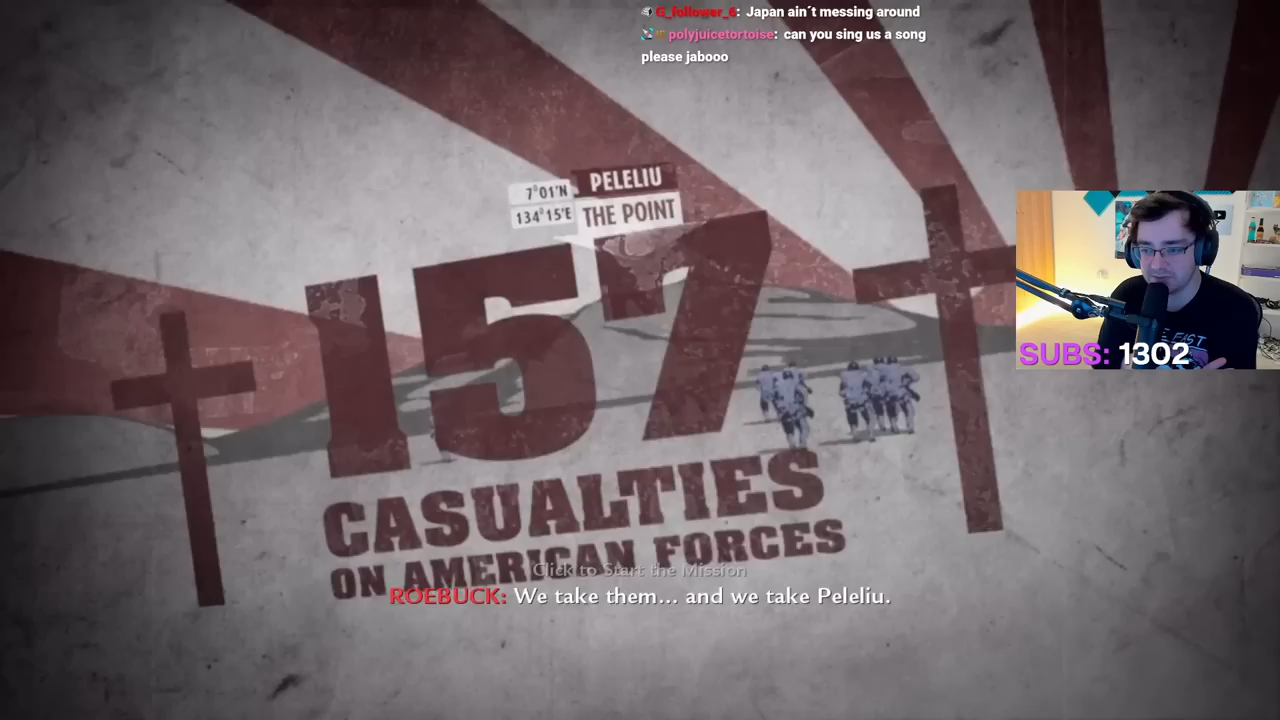 G_follower_6: Japan ain´t messing around
polyjuicetortoise: can you sing us a song
please jabooo
7°01'N
PELELIU
134°15'E
THE POINT
157
CASUALTIES
ON AMERICAN FORCES
Click to Start the Mission
ROEBUCK: We take them... and we take Peleliu.
SUBS: 1302